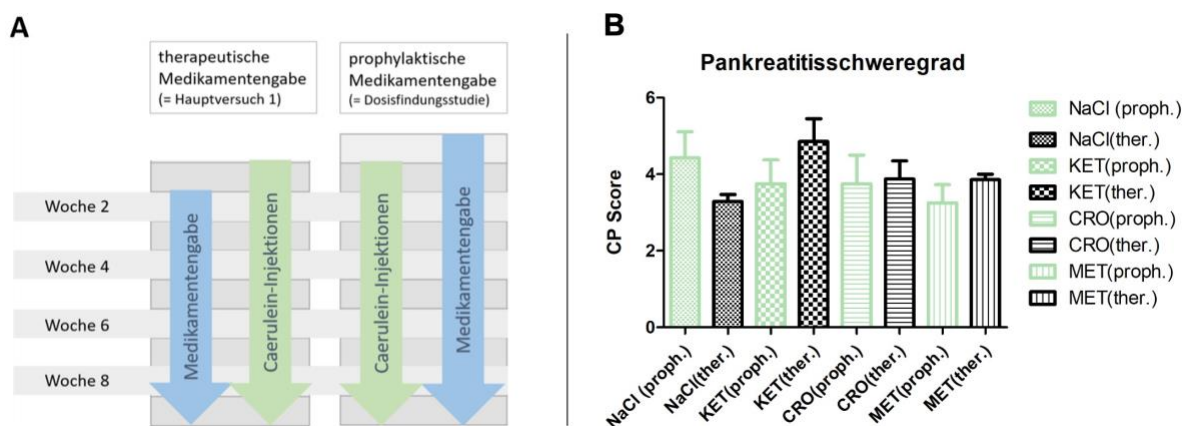 A
therapeutische
Medikamentengabe
(= Hauptversuch 1)
prophylaktische
Medikamentengabe
(= Dosisfindungsstudie)
Woche 2
Woche 4
Woche 6
Woche 8
Medikamentengabe
Caerulein-Injektionen
Caerulein-Injektionen
Medikamentengabe
B
Pankreatitisschweregrad
CP Score
6
4
2
0
NaCl (proph.)
NaCl(ther.)
KET(proph.)
KET(ther.)
CRO(proph.)
CRO(ther.)
MET(proph.)
MET(ther.)
NaCl (proph.)
NaCl(ther.)
KET(proph.)
KET(ther.)
CRO(proph.)
CRO(ther.)
MET(proph.)
MET(ther.)